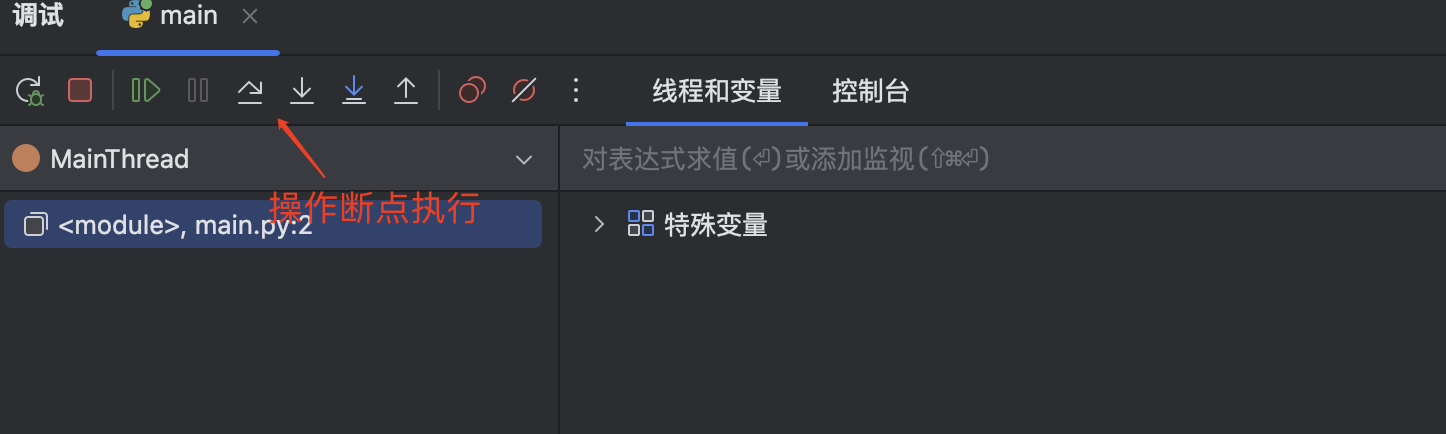 调试 main
线程和变量 控制台
MainThread
对表达式求值(⏎)或添加监视(⇧⌘⏎)
操作断点执行
<module>, main.py:2
特殊变量